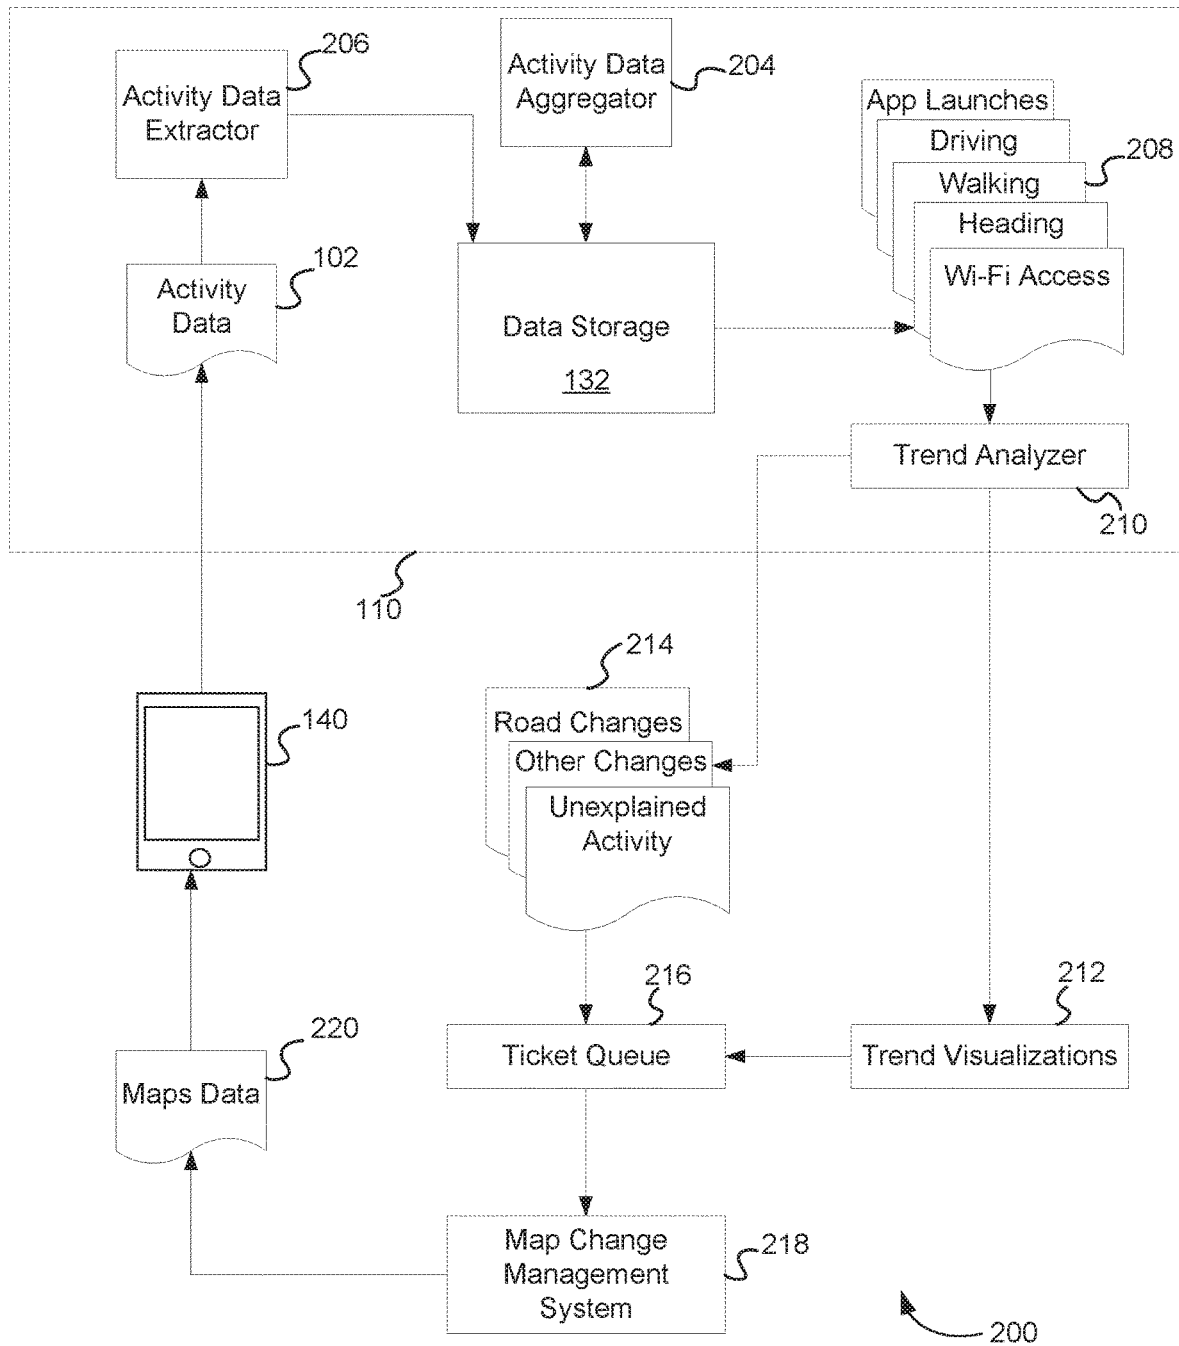 206
Activity Data
Extractor
Activity Data
Aggregator
204
App Launches
Driving
Walking
208
Heading
Wi-Fi Access
102
Activity
Data
Data Storage
132
Trend Analyzer
210
110
214
Road Changes
Other Changes
Unexplained
Activity
140
216
Ticket Queue
212
Trend Visualizations
220
Maps Data
Map Change
Management
System
218
200